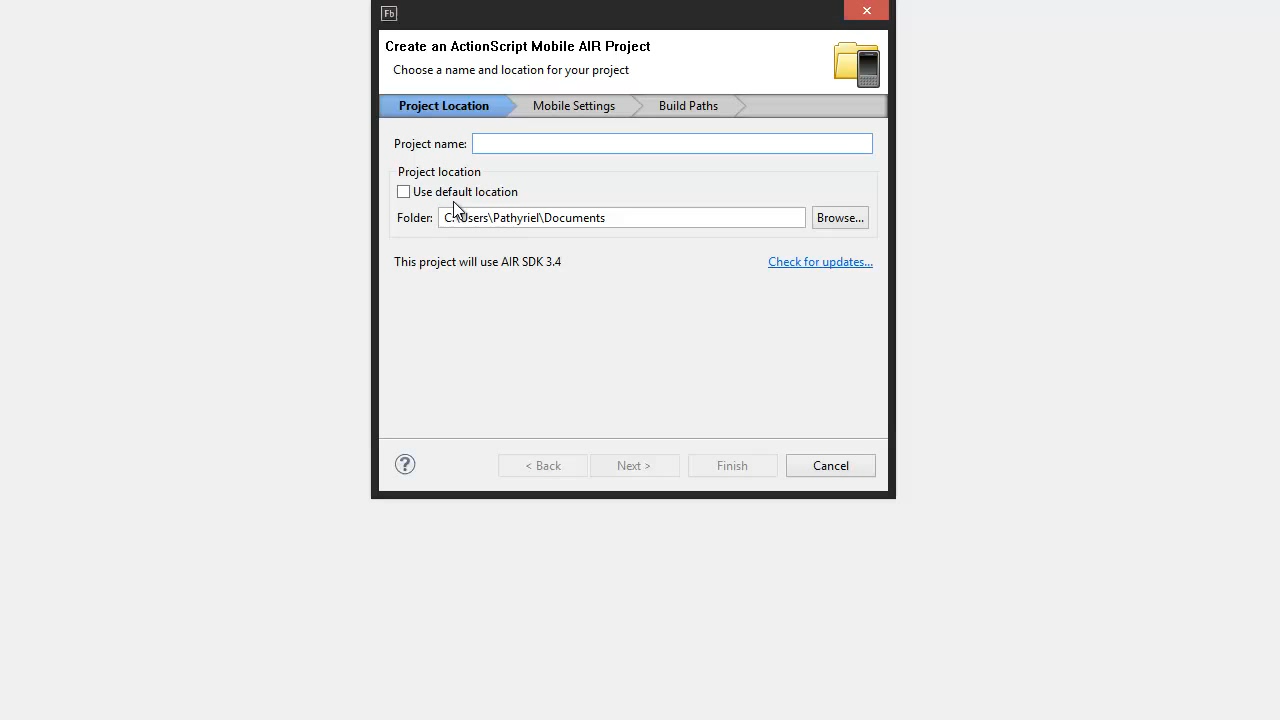 Fb
Create an ActionScript Mobile AIR Project
Choose a name and location for your project
Project Location
Mobile Settings
Build Paths
Project name:
Project location
Use default location
Folder: C:\Users\Pathyriel\Documents
Browse...
This project will use AIR SDK 3.4
Check for updates...
?
< Back
Next >
Finish
Cancel